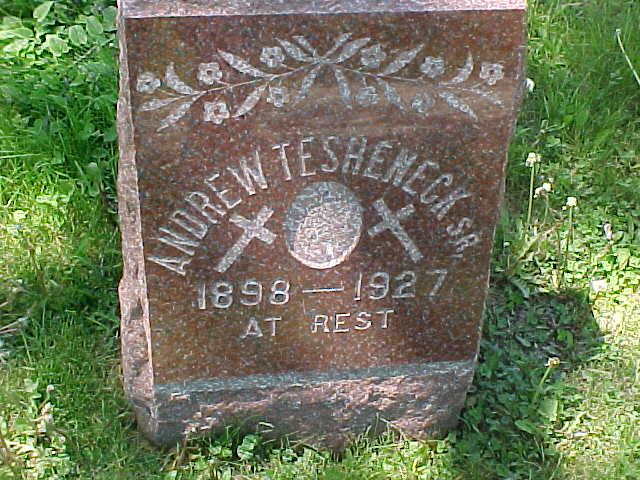 ANDREW TESHENECK SR.
1898 — 1927
AT REST